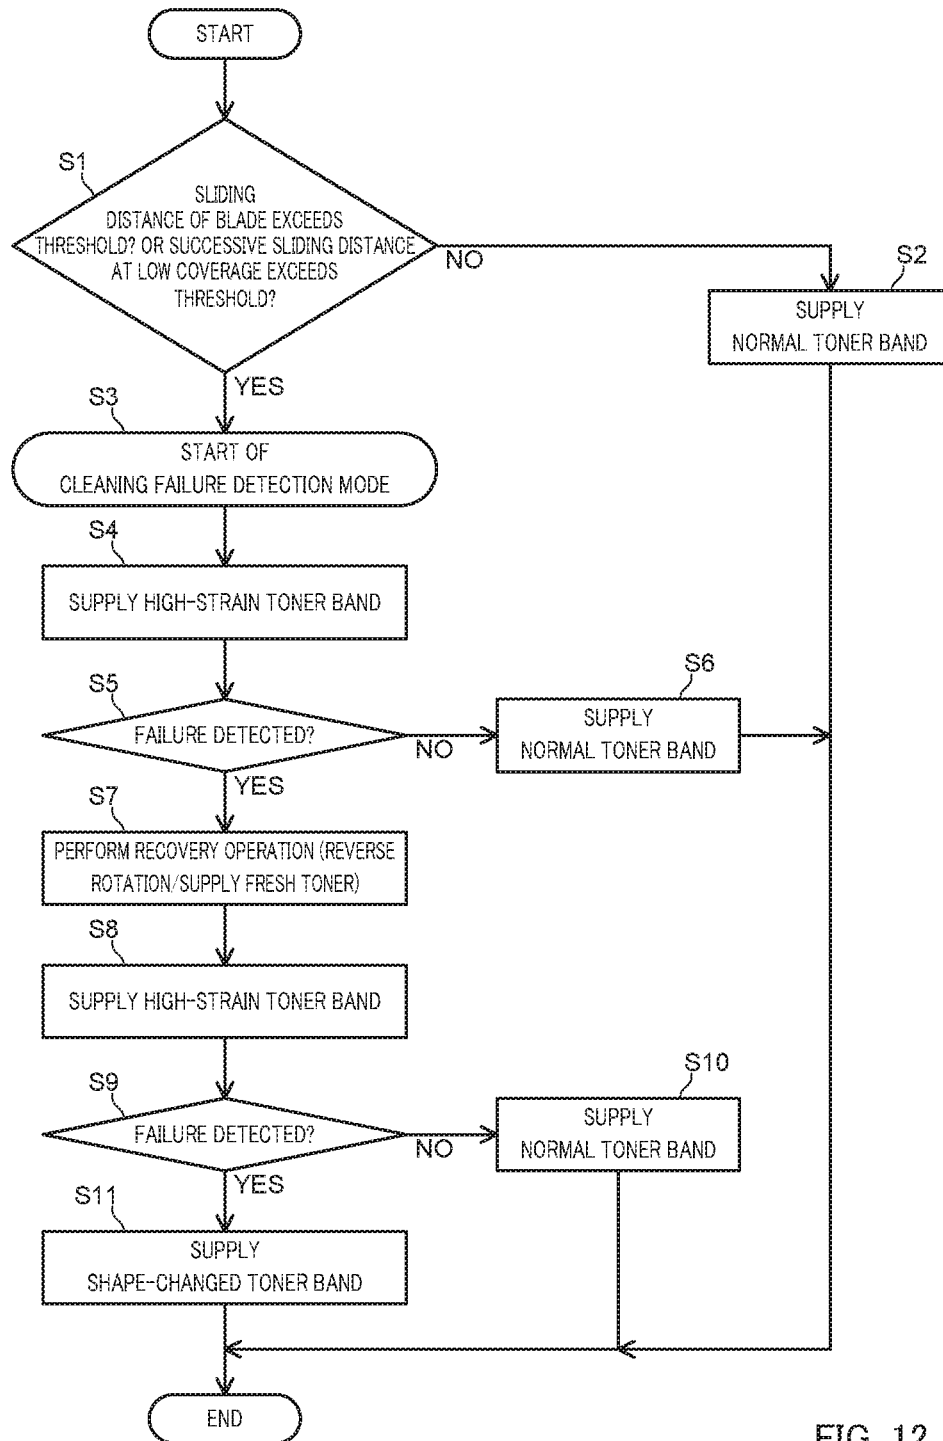 START
S1
SLIDING
DISTANCE OF BLADE EXCEEDS
THRESHOLD? OR SUCCESSIVE SLIDING DISTANCE
AT LOW COVERAGE EXCEEDS
THRESHOLD?
NO
S2
SUPPLY
NORMAL TONER BAND
YES
S3
START OF
CLEANING FAILURE DETECTION MODE
S4
SUPPLY HIGH-STRAIN TONER BAND
S5
FAILURE DETECTED?
NO
S6
SUPPLY
NORMAL TONER BAND
YES
S7
PERFORM RECOVERY OPERATION (REVERSE
ROTATION/SUPPLY FRESH TONER)
S8
SUPPLY HIGH-STRAIN TONER BAND
S9
FAILURE DETECTED?
NO
S10
SUPPLY
NORMAL TONER BAND
YES
S11
SUPPLY
SHAPE-CHANGED TONER BAND
END
FIG. 12